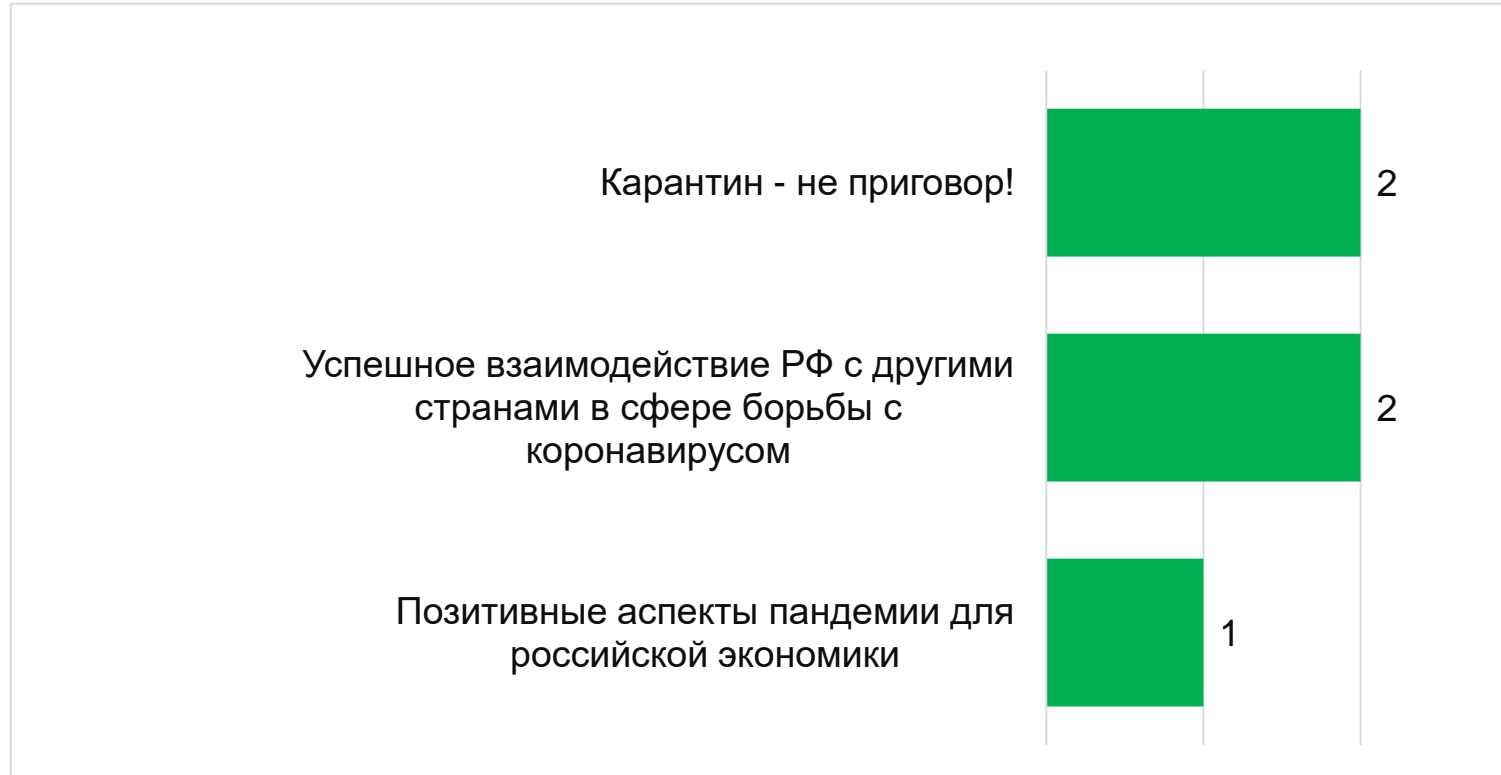 Карантин - не приговор!
2
Успешное взаимодействие РФ с другими
странами в сфере борьбы с
коронавирусом
2
Позитивные аспекты пандемии для
российской экономики
1